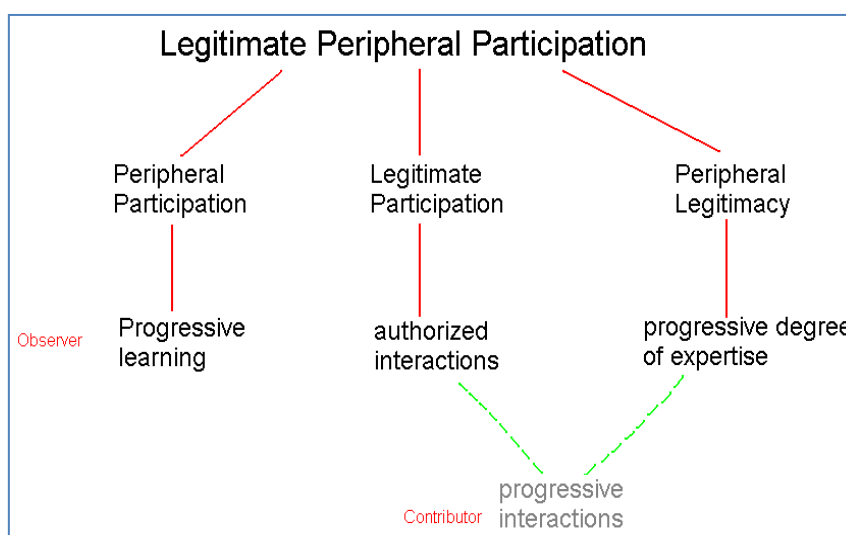 Legitimate Peripheral Participation
Peripheral
Participation
Legitimate
Participation
Peripheral
Legitimacy
Observer
Progressive
learning
authorized
interactions
progressive degree
of expertise
Contributor
progressive
interactions